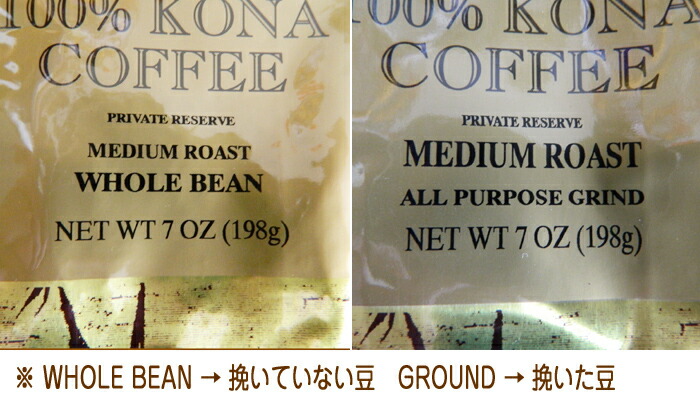 100% KONA
COFFEE
PRIVATE RESERVE
MEDIUM ROAST
WHOLE BEAN
NET WT 7 OZ (198g)
100% KONA
COFFEE
PRIVATE RESERVE
MEDIUM ROAST
ALL PURPOSE GRIND
NET WT 7 OZ (198g)
※ WHOLE BEAN → 挽いていない豆 GROUND → 挽いた豆